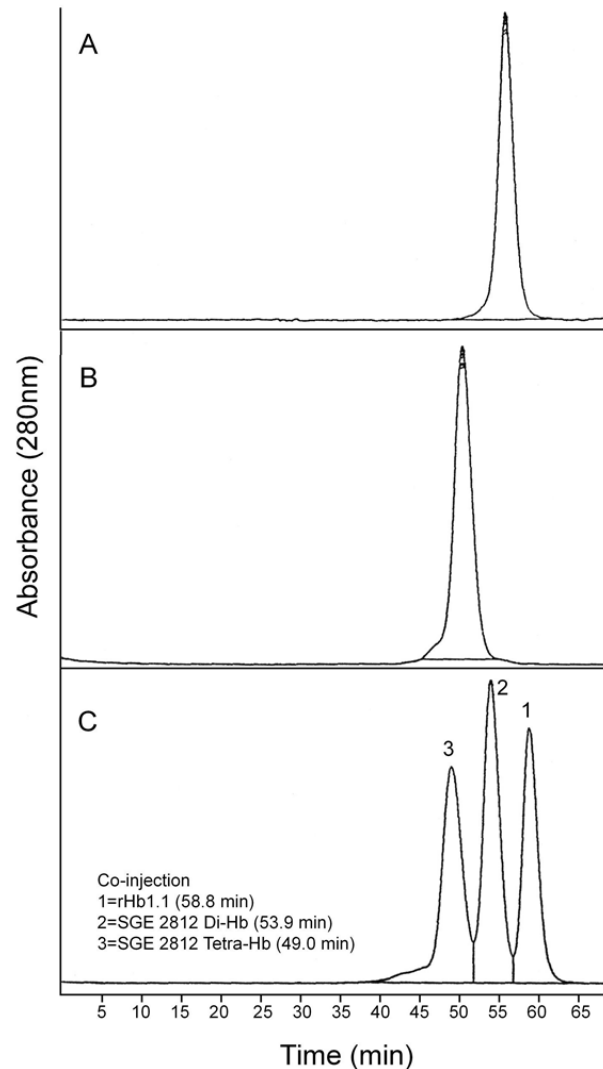 A
B
Absorbance (280nm)
C
3
2
1
Co-injection
1=rHb1.1 (58.8 min)
2=SGE 2812 Di-Hb (53.9 min)
3=SGE 2812 Tetra-Hb (49.0 min)
5 10 15 20 25 30 35 40 45 50 55 60 65
Time (min)